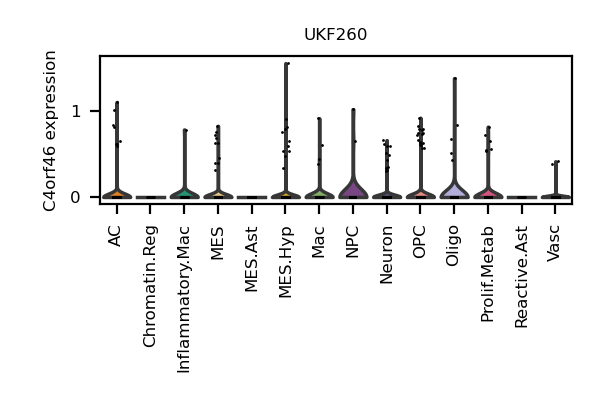 UKF260
C4orf46 expression
1
0
AC
Chromatin.Reg
Inflammatory.Mac
MES
MES.Ast
MES.Hyp
Mac
NPC
Neuron
OPC
Oligo
Prolif.Metab
Reactive.Ast
Vasc